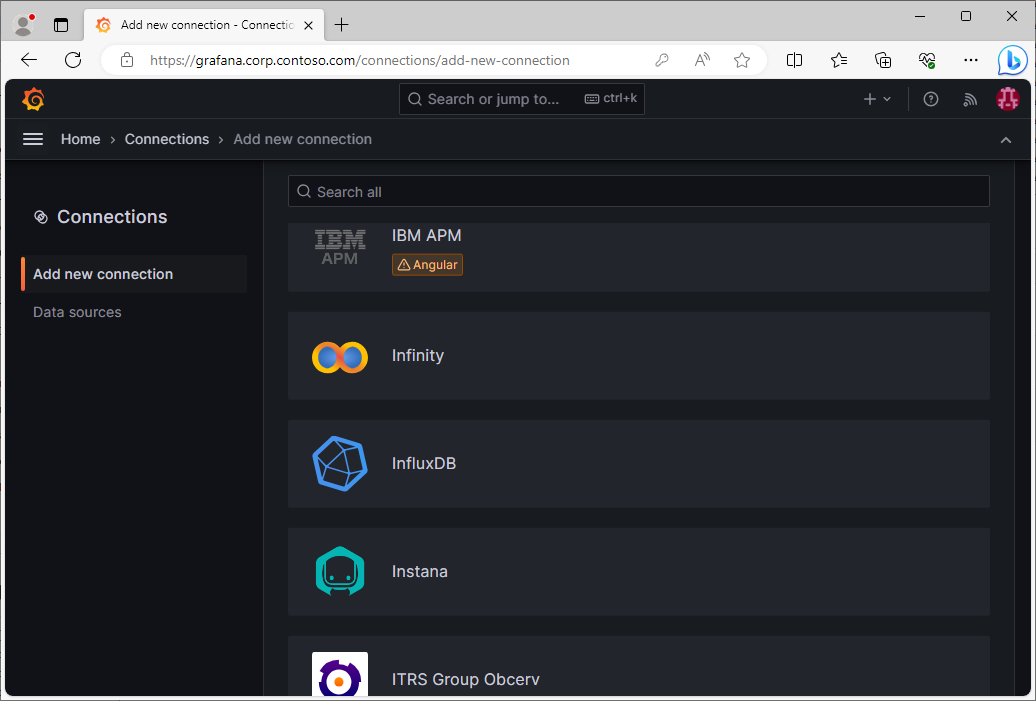 Add new connection - Connectic
https://grafana.corp.contoso.com/connections/add-new-connection
Search or jump to... ctrl+k
Home › Connections › Add new connection
Connections
Add new connection
Data sources
Search all
IBM
APM
IBM APM
Angular
Infinity
InfluxDB
Instana
ITRS Group Obcerv